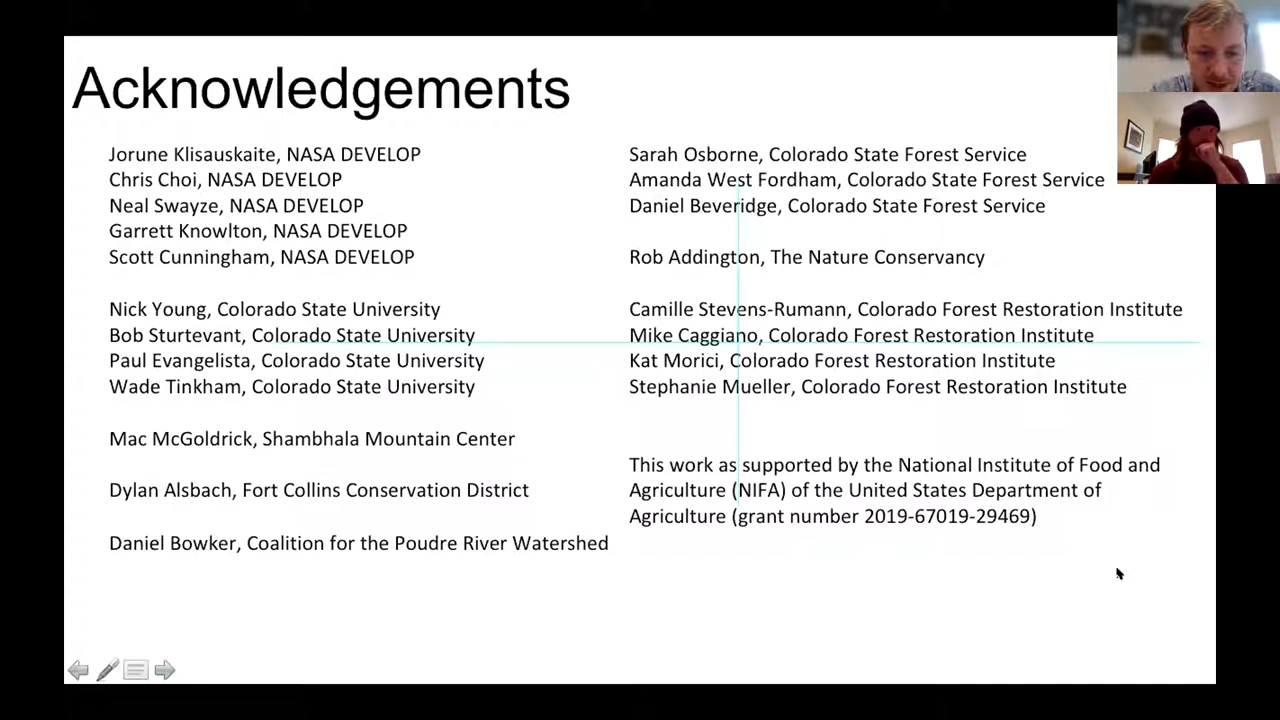 Acknowledgements
Jorune Klisauskaite, NASA DEVELOP
Chris Choi, NASA DEVELOP
Neal Swayze, NASA DEVELOP
Garrett Knowlton, NASA DEVELOP
Scott Cunningham, NASA DEVELOP
Nick Young, Colorado State University
Bob Sturtevant, Colorado State University
Paul Evangelista, Colorado State University
Wade Tinkham, Colorado State University
Mac McGoldrick, Shambhala Mountain Center
Dylan Alsbach, Fort Collins Conservation District
Daniel Bowker, Coalition for the Poudre River Watershed
Sarah Osborne, Colorado State Forest Service
Amanda West Fordham, Colorado State Forest Service
Daniel Beveridge, Colorado State Forest Service
Rob Addington, The Nature Conservancy
Camille Stevens-Rumann, Colorado Forest Restoration Institute
Mike Caggiano, Colorado Forest Restoration Institute
Kat Morici, Colorado Forest Restoration Institute
Stephanie Mueller, Colorado Forest Restoration Institute
This work as supported by the National Institute of Food and
Agriculture (NIFA) of the United States Department of
Agriculture (grant number 2019-67019-29469)